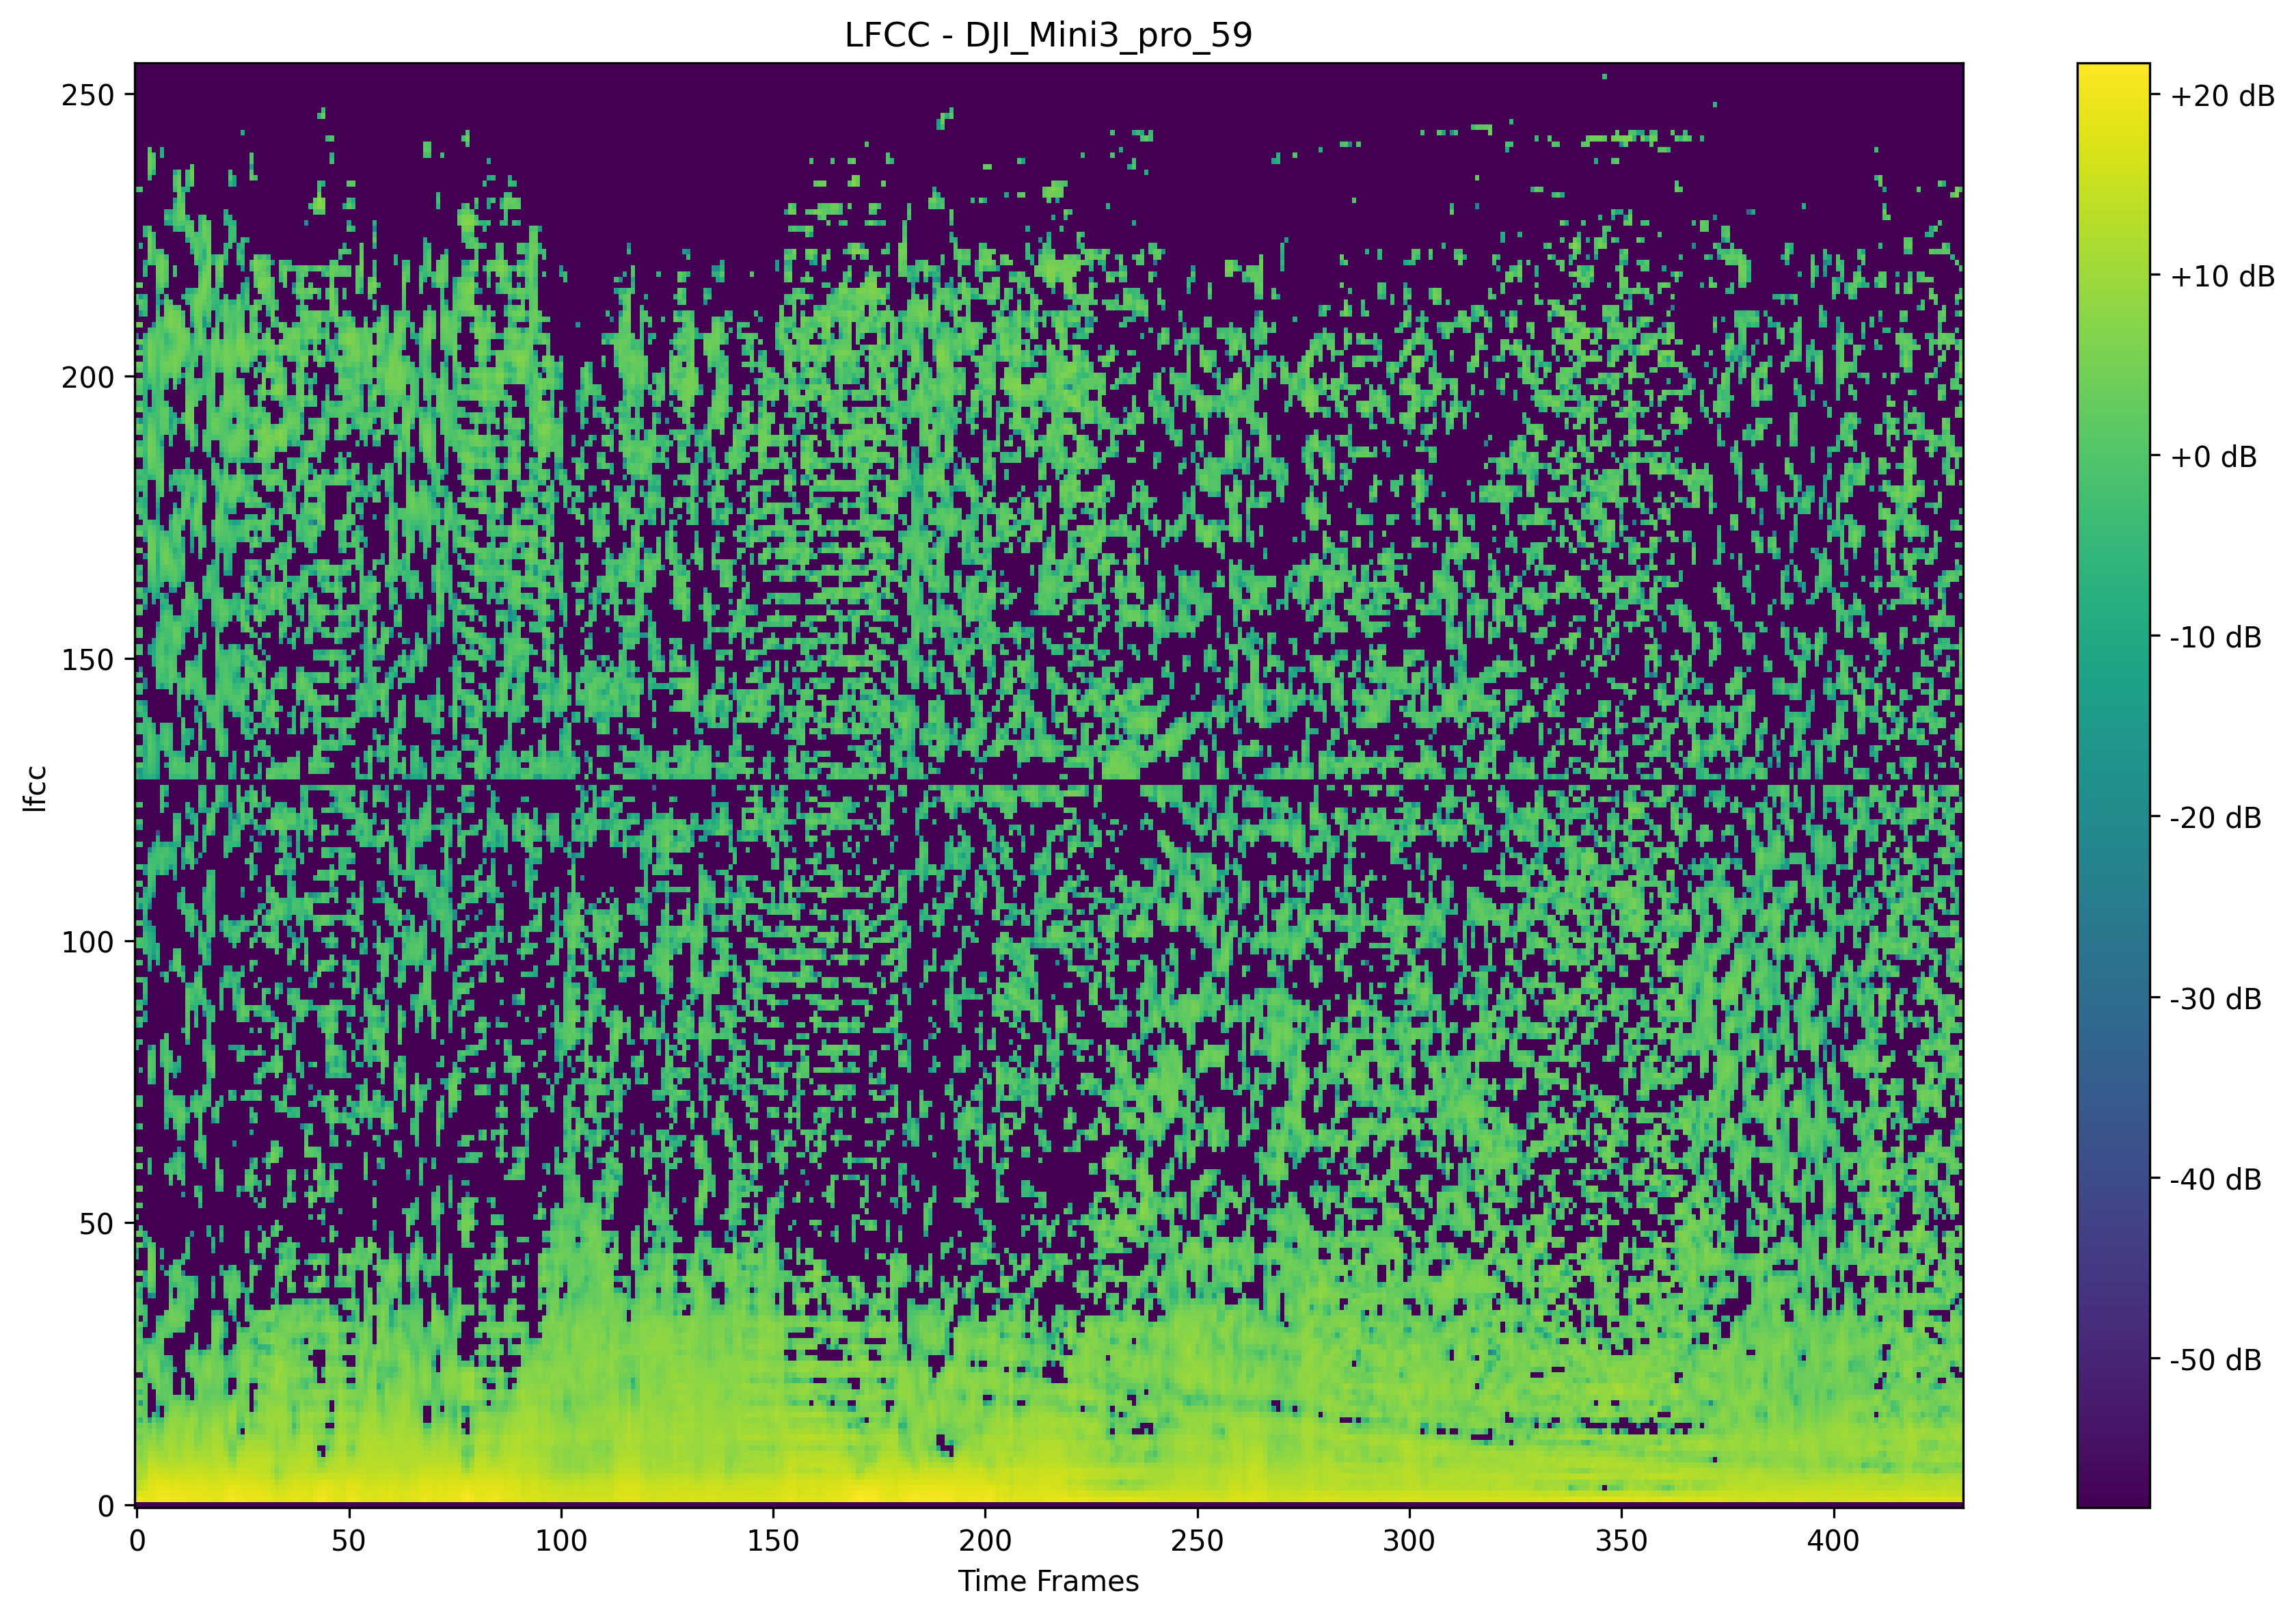 LFCC - DJI_Mini3_pro_59
250
200
150
100
50
0
lfcc
0 50 100 150 200 250 300 350 400
Time Frames
+20 dB
+10 dB
+0 dB
-10 dB
-20 dB
-30 dB
-40 dB
-50 dB